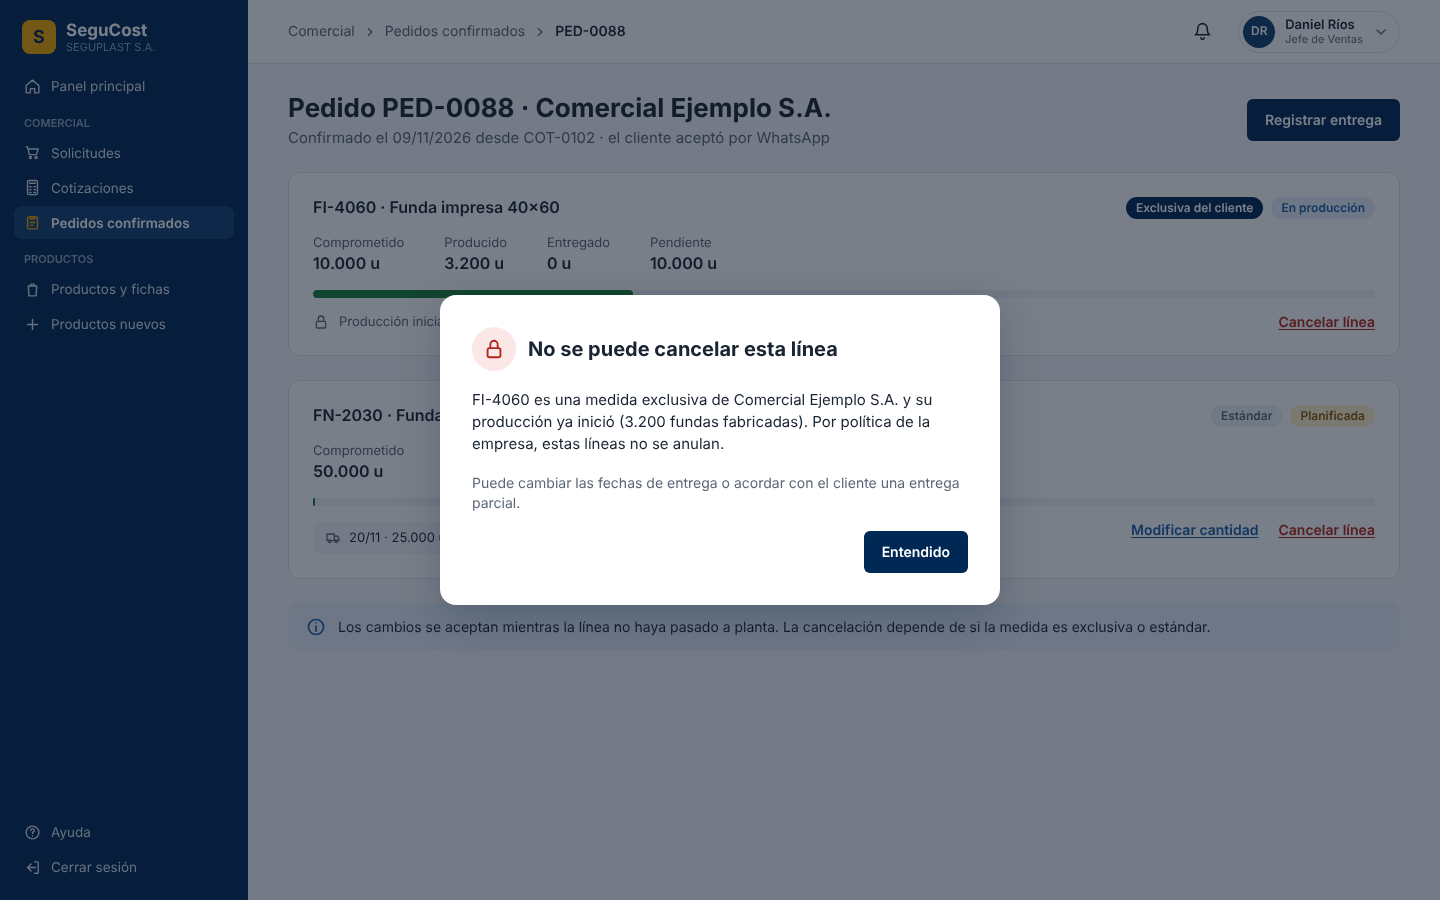 S
SeguCost
SEGUPLAST S.A.
Panel principal
COMERCIAL
Solicitudes
Cotizaciones
Pedidos confirmados
PRODUCTOS
Productos y fichas
Productos nuevos
Ayuda
Cerrar sesión
Comercial > Pedidos confirmados > PED-0088
DR
Daniel Ríos
Jefe de Ventas
Pedido PED-0088 · Comercial Ejemplo S.A.
Confirmado el 09/11/2026 desde COT-0102 · el cliente aceptó por WhatsApp
Registrar entrega
FI-4060 · Funda impresa 40×60
Exclusiva del cliente
En producción
Comprometido Producido Entregado Pendiente
10.000 u 3.200 u 0 u 10.000 u
Producción inicia
Cancelar línea
FN-2030 · Funda
Estándar
Planificada
Comprometido
50.000 u
20/11 · 25.000
Modificar cantidad
Cancelar línea
No se puede cancelar esta línea
FI-4060 es una medida exclusiva de Comercial Ejemplo S.A. y su
producción ya inició (3.200 fundas fabricadas). Por política de la
empresa, estas líneas no se anulan.
Puede cambiar las fechas de entrega o acordar con el cliente una entrega
parcial.
Entendido
Los cambios se aceptan mientras la línea no haya pasado a planta. La cancelación depende de si la medida es exclusiva o estándar.